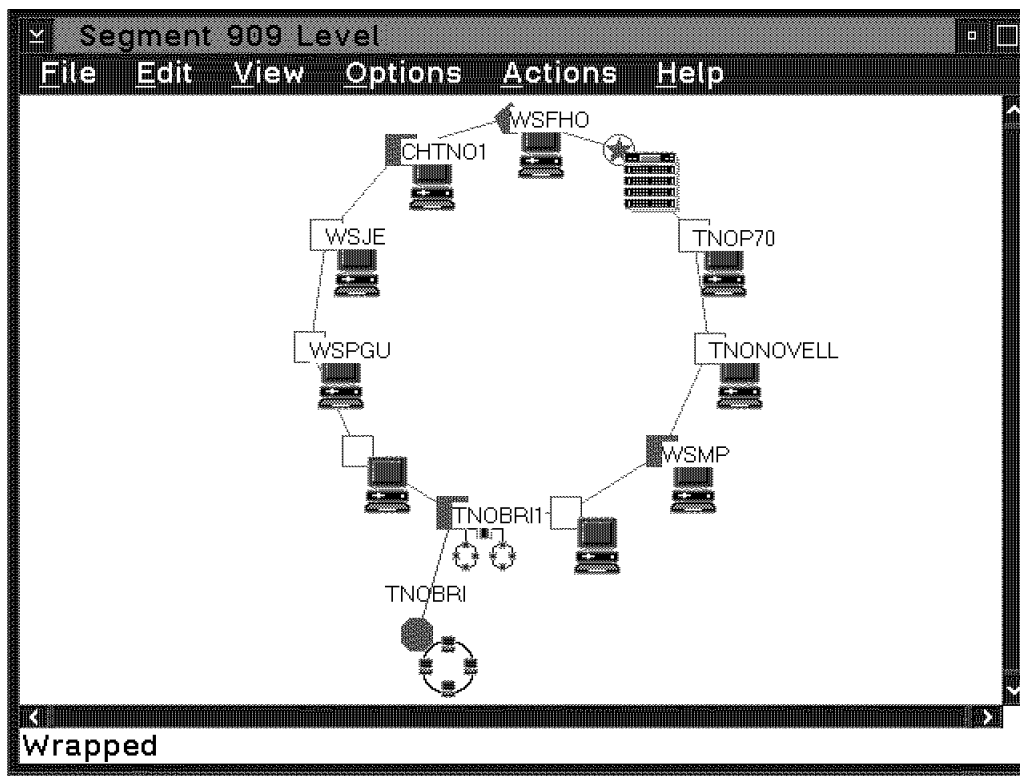 Segment 909 Level
File Edit View Options Actions Help
WSFHO
CHTNO1
WSJE
TNOP70
WSPGU
TNONOVELL
WSMP
TNOBRI1
TNOBRI
Wrapped